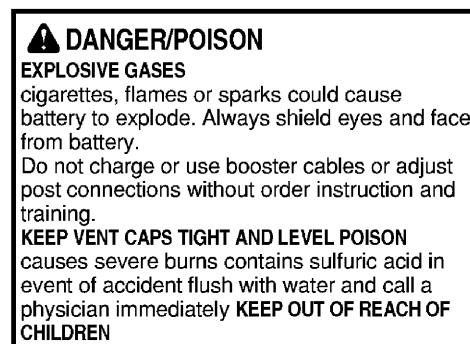 DANGER/POISON
EXPLOSIVE GASES
cigarettes, flames or sparks could cause
battery to explode. Always shield eyes and face
from battery.
Do not charge or use booster cables or adjust
post connections without order instruction and
training.
KEEP VENT CAPS TIGHT AND LEVEL POISON
causes severe burns contains sulfuric acid in
event of accident flush with water and call a
physician immediately KEEP OUT OF REACH OF
CHILDREN